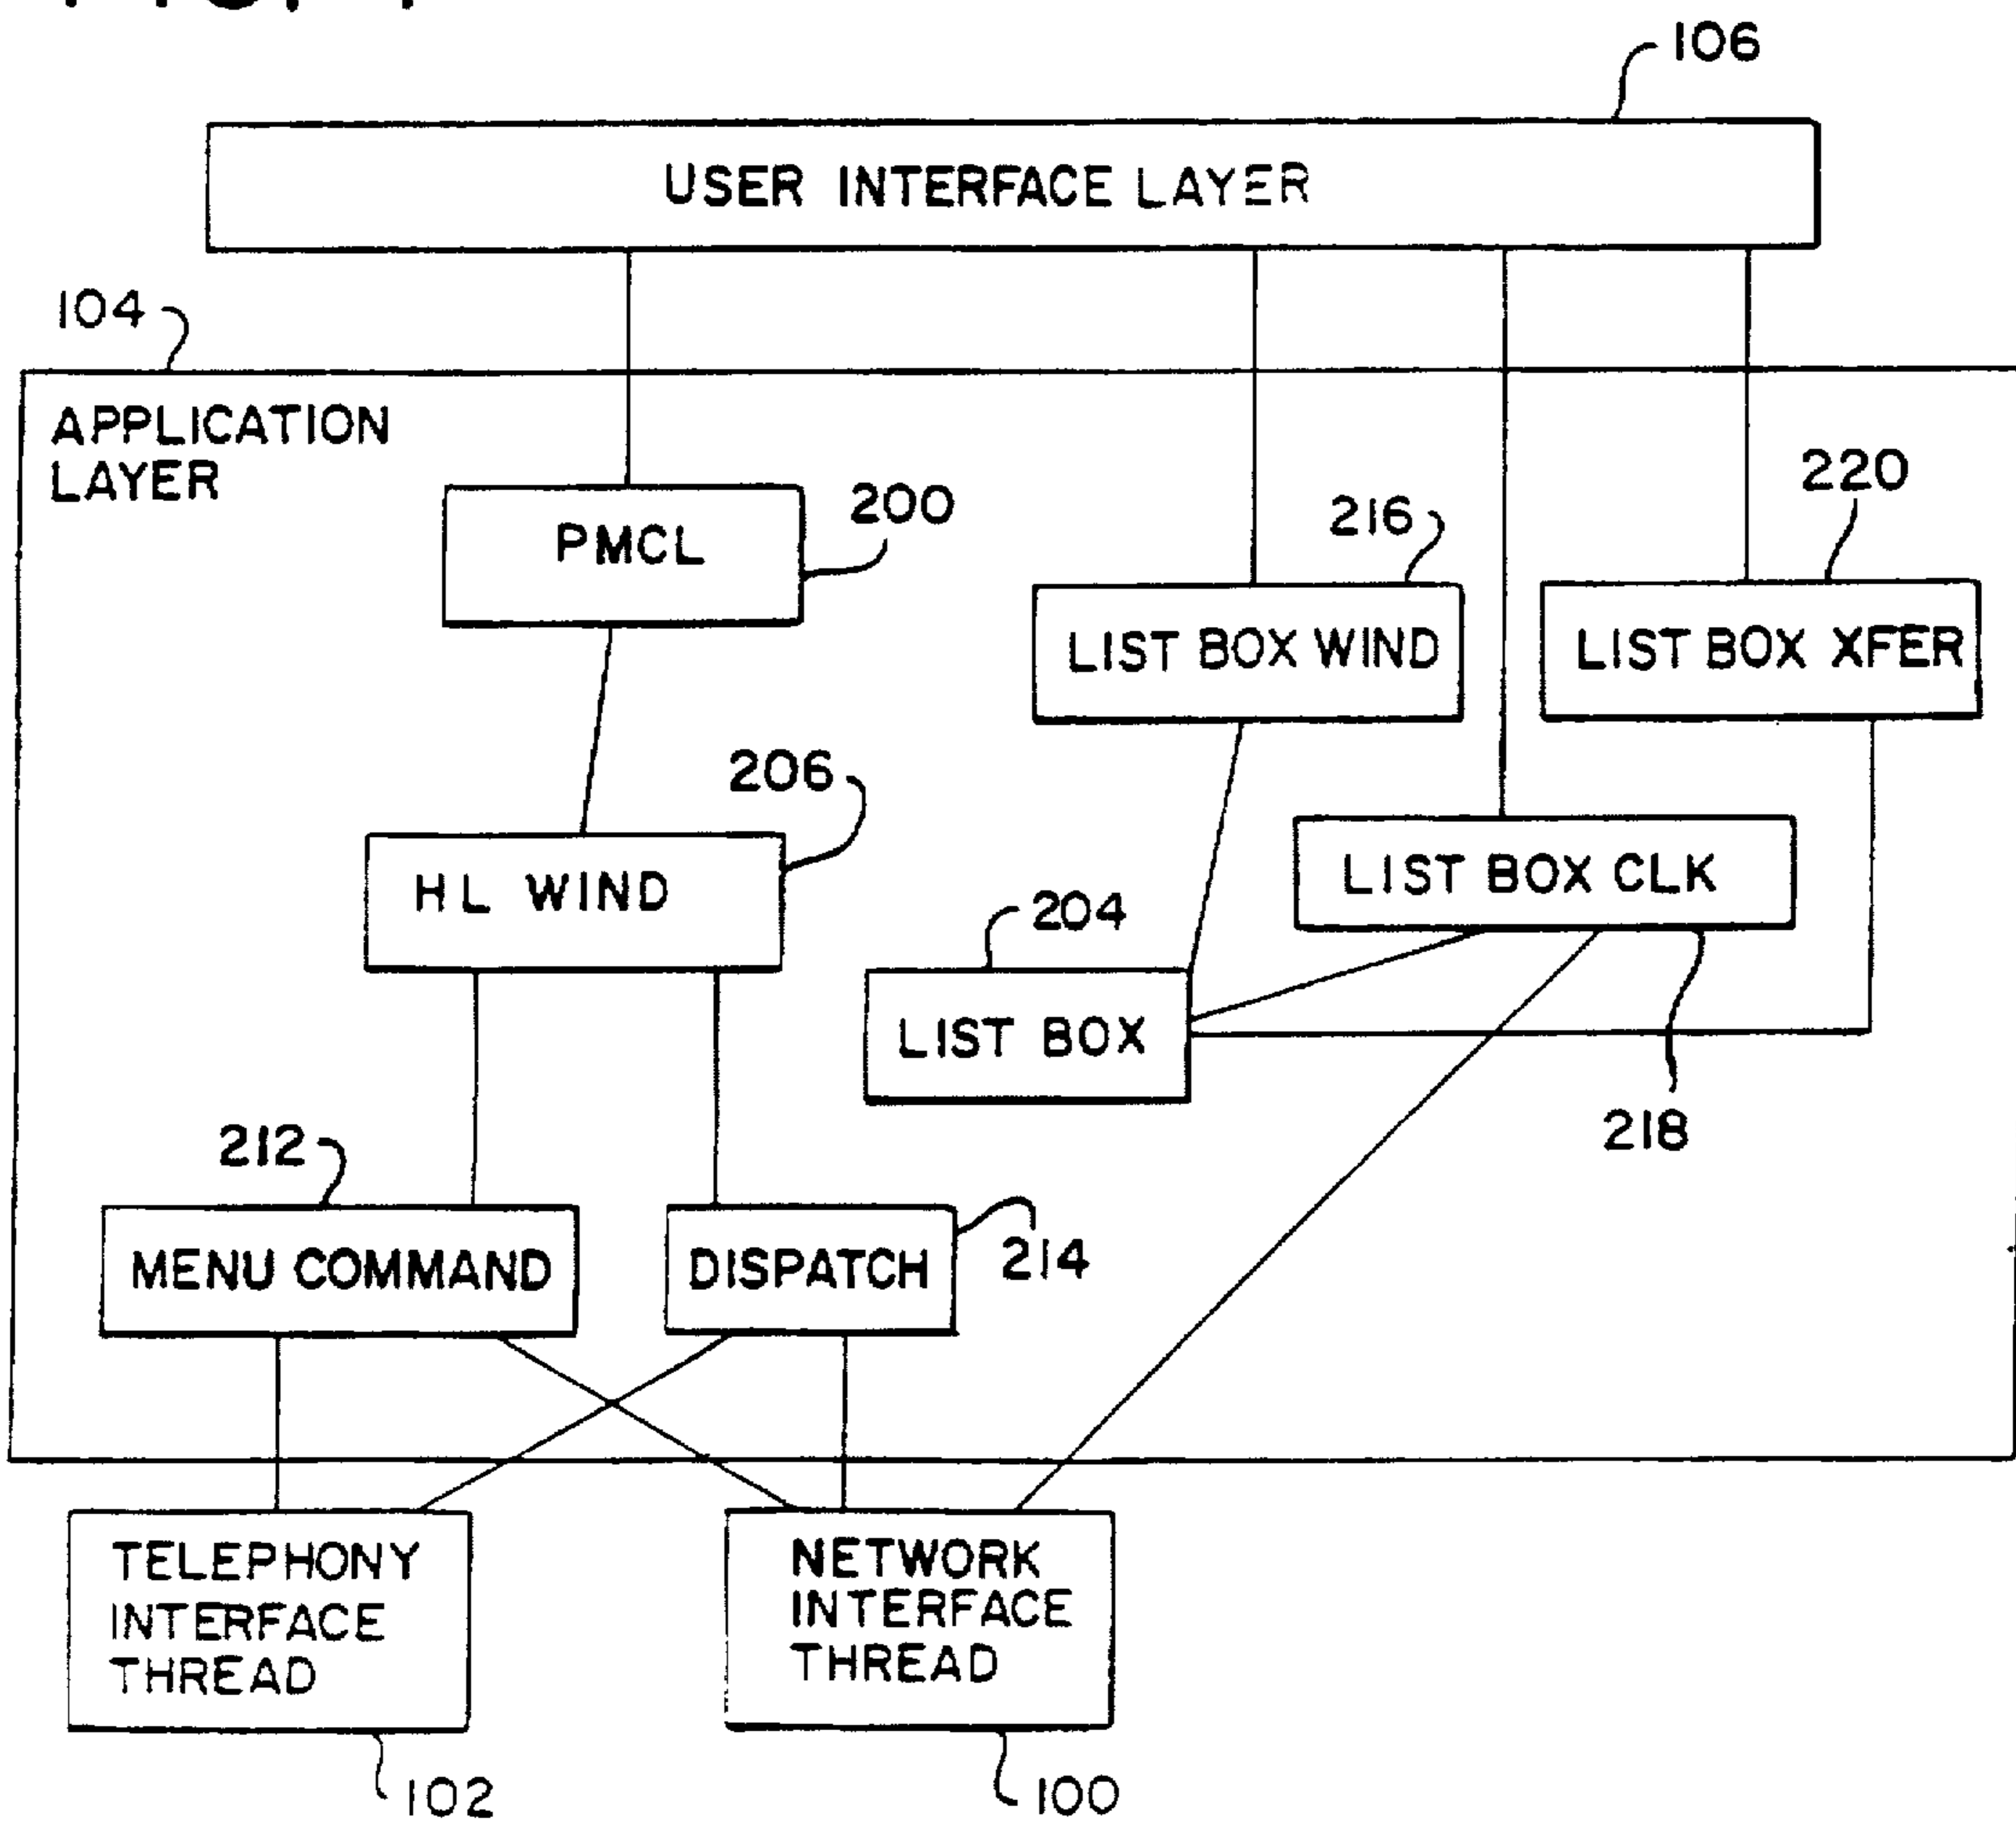 106
USER INTERFACE LAYER
104
APPLICATION
LAYER
PMCL
200
216
220
LIST BOX WIND
LIST BOX XFER
206
HL WIND
LIST BOX CLK
204
LIST BOX
218
212
MENU COMMAND
DISPATCH
214
TELEPHONY
INTERFACE
THREAD
NETWORK
INTERFACE
THREAD
102
100